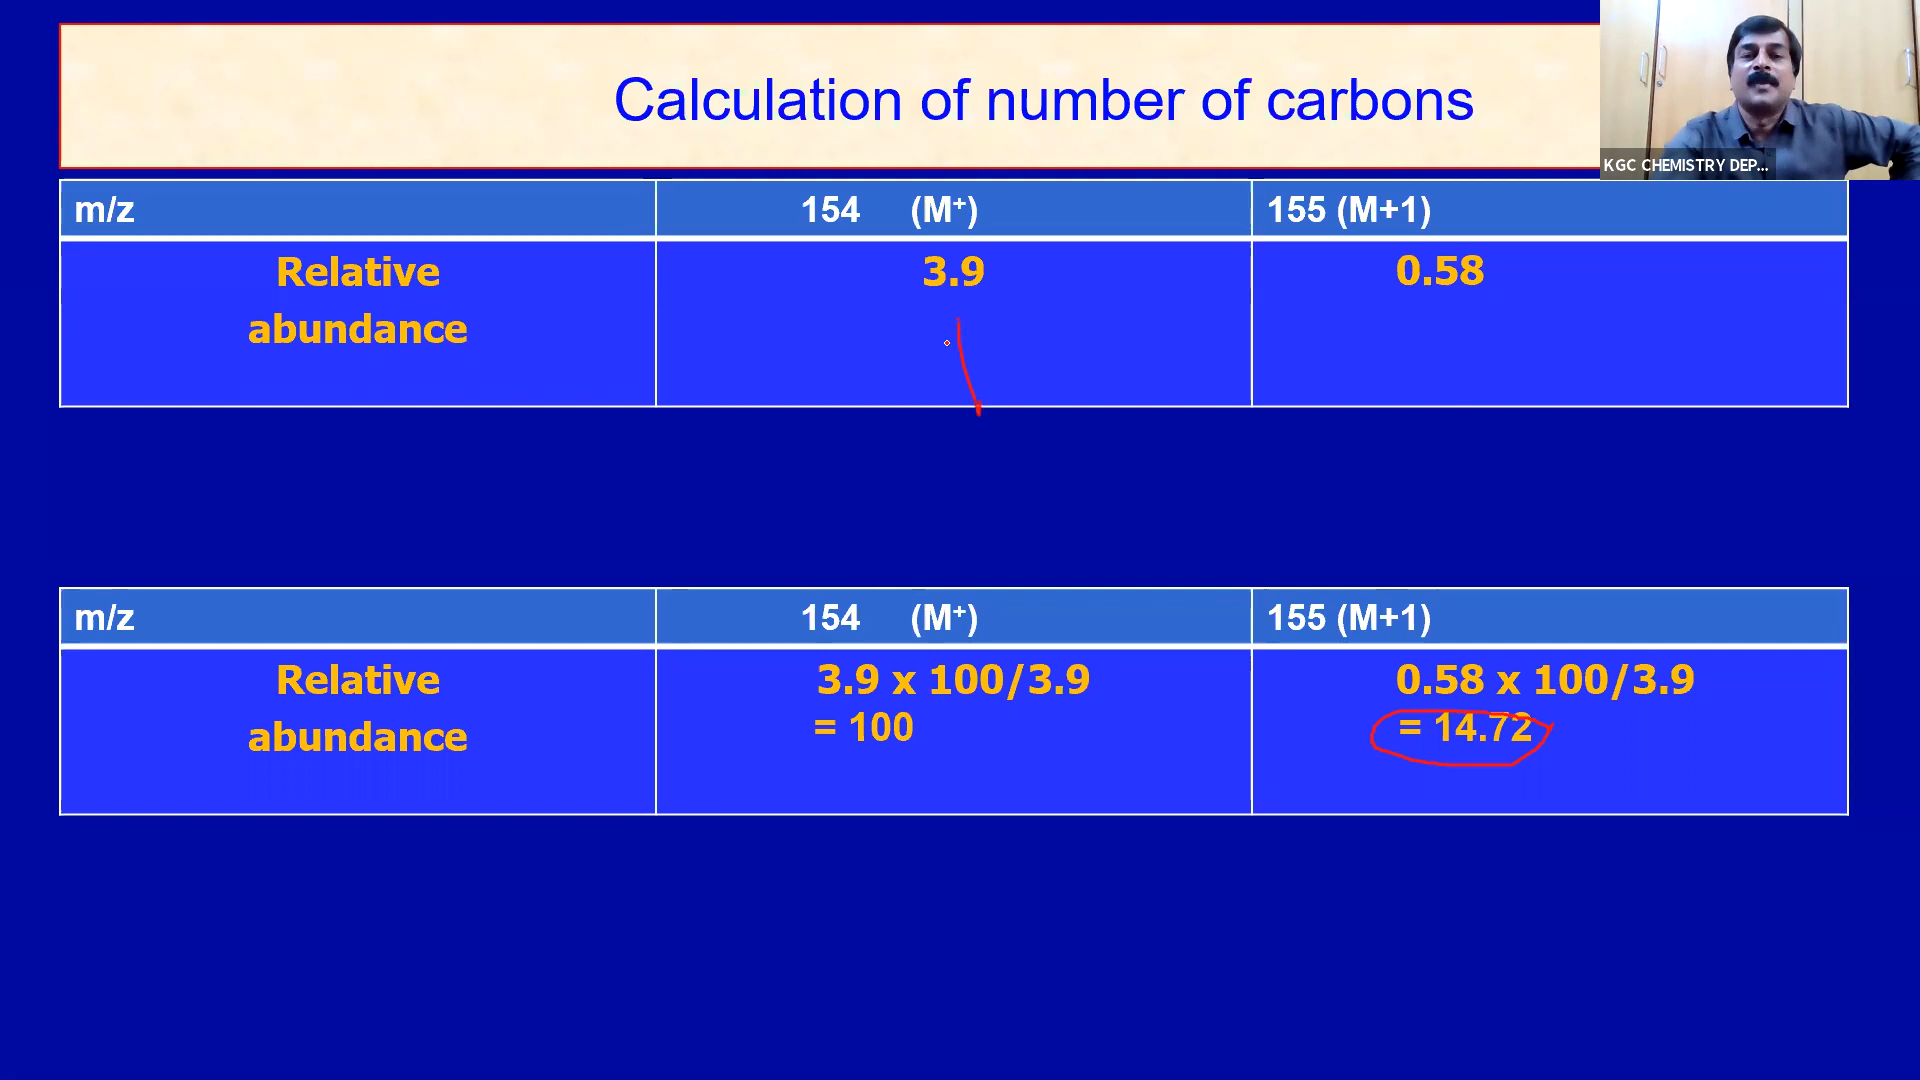 Calculation of number of carbons
KGC CHEMISTRY DEP...
m/z 154 (M⁺) 155 (M+1)
Relative abundance 3.9 0.58
m/z 154 (M⁺) 155 (M+1)
Relative 3.9 x 100/3.9 0.58 x 100/3.9
abundance = 100 = 14.72